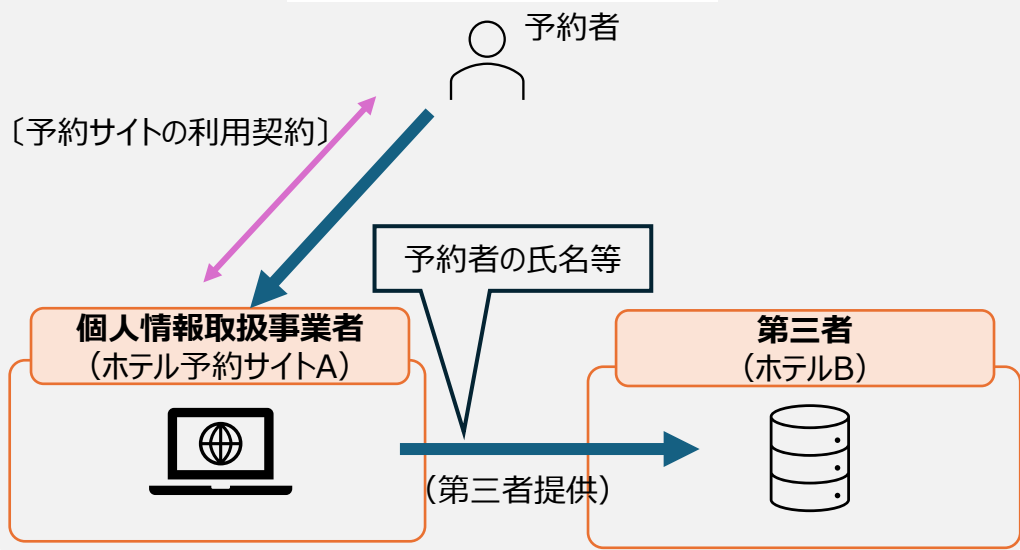 予約者
〔予約サイトの利用契約〕
予約者の氏名等
個人情報取扱事業者
（ホテル予約サイトA）
第三者
（ホテルB）
（第三者提供）